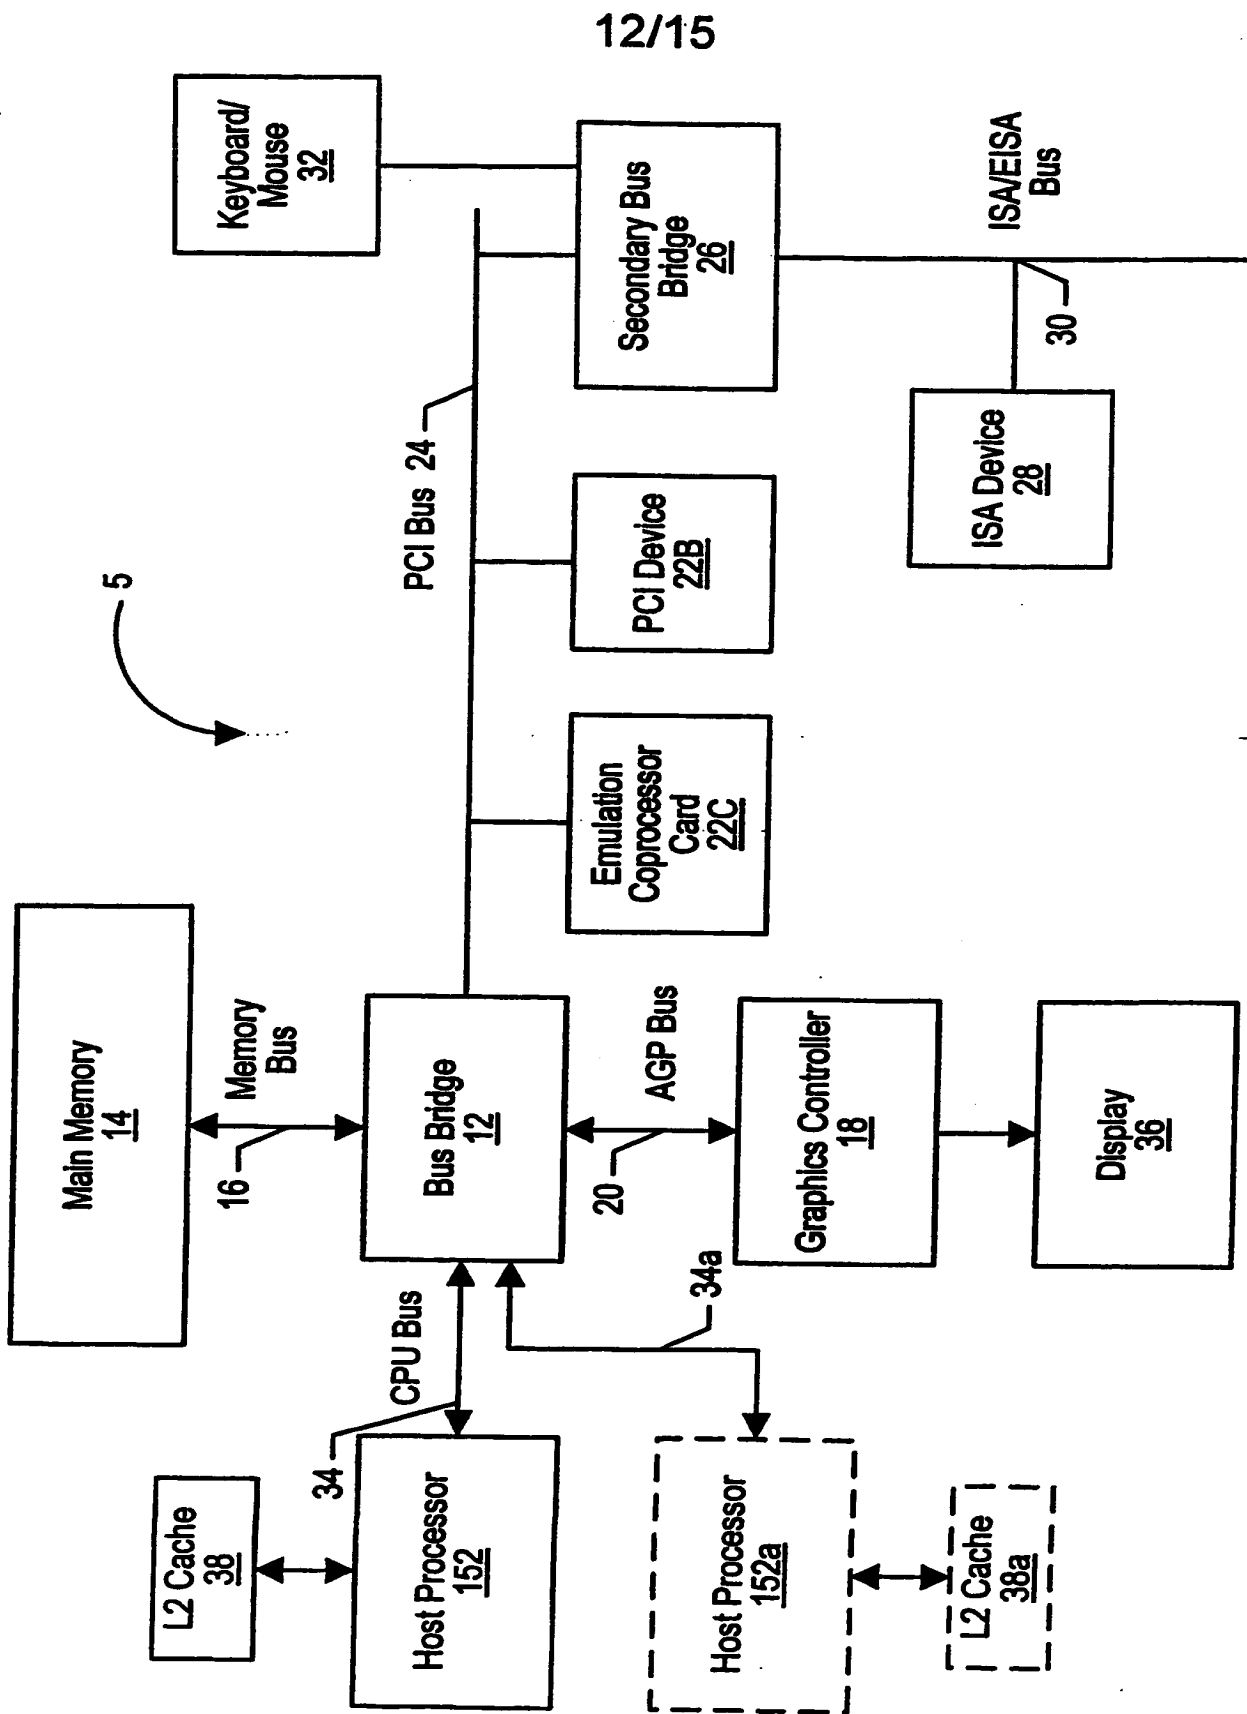 12/15
5
Main Memory
14
16
Memory
Bus
L2 Cache
38
34
CPU Bus
Host Processor
152
Bus Bridge
12
PCI Bus 24
Keyboard/
Mouse
32
Emulation
Coprocessor
Card
22C
PCI Device
22B
Secondary Bus
Bridge
26
20
AGP Bus
34a
Host Processor
152a
L2 Cache
38a
Graphics Controller
18
Display
36
ISA Device
28
30
ISA/EISA
Bus